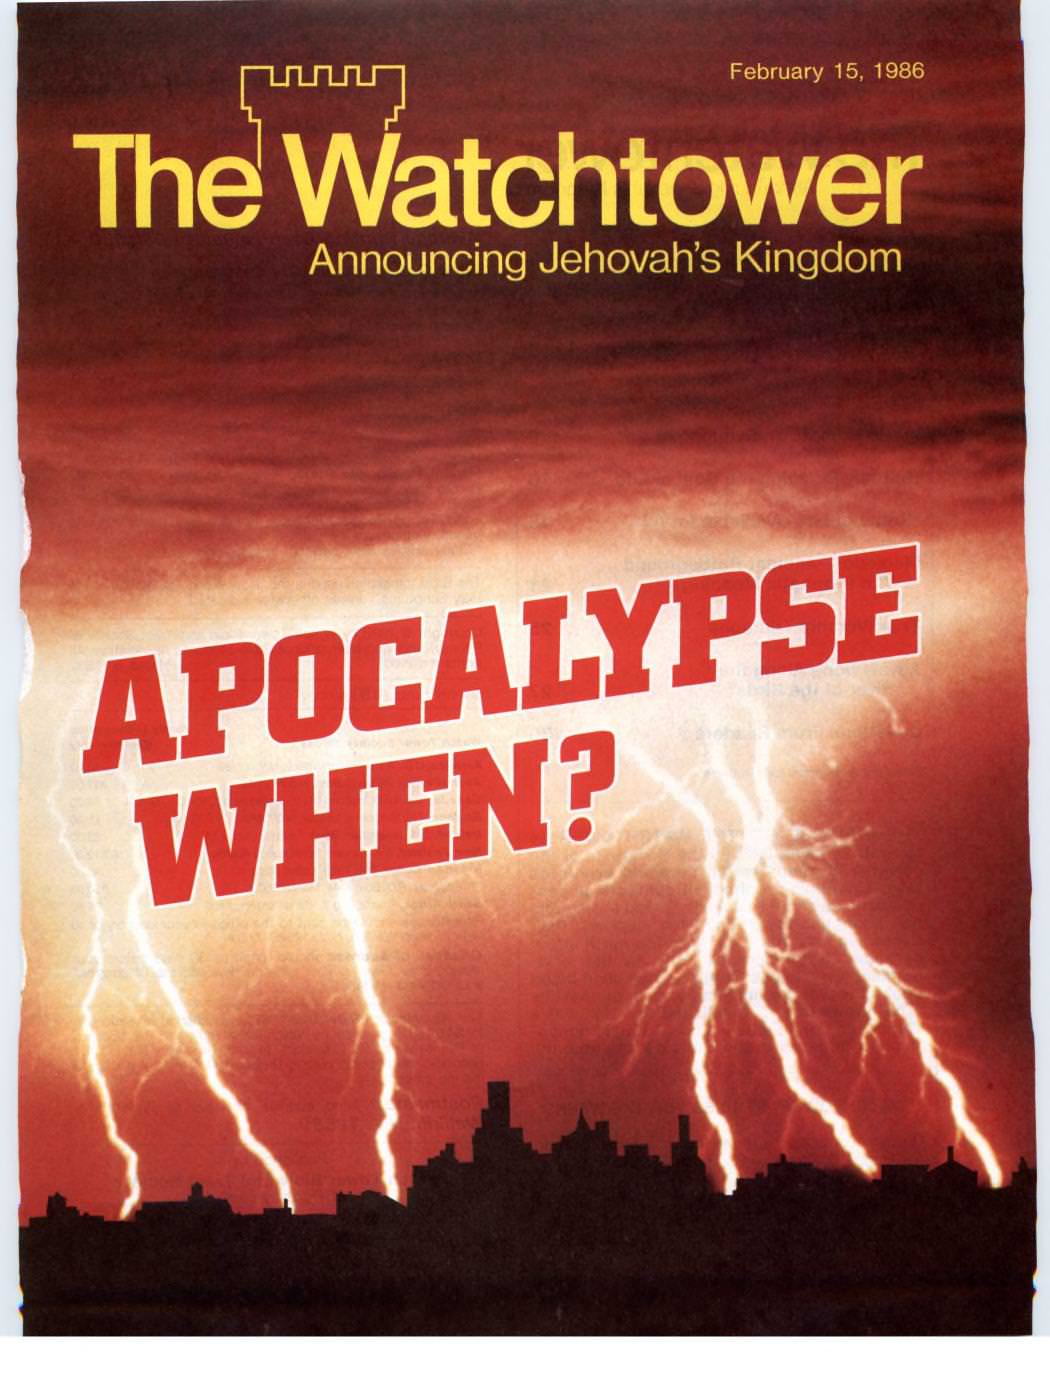 February 15, 1986
The Watchtower
Announcing Jehovah's Kingdom
APOCALYPSE
WHEN?